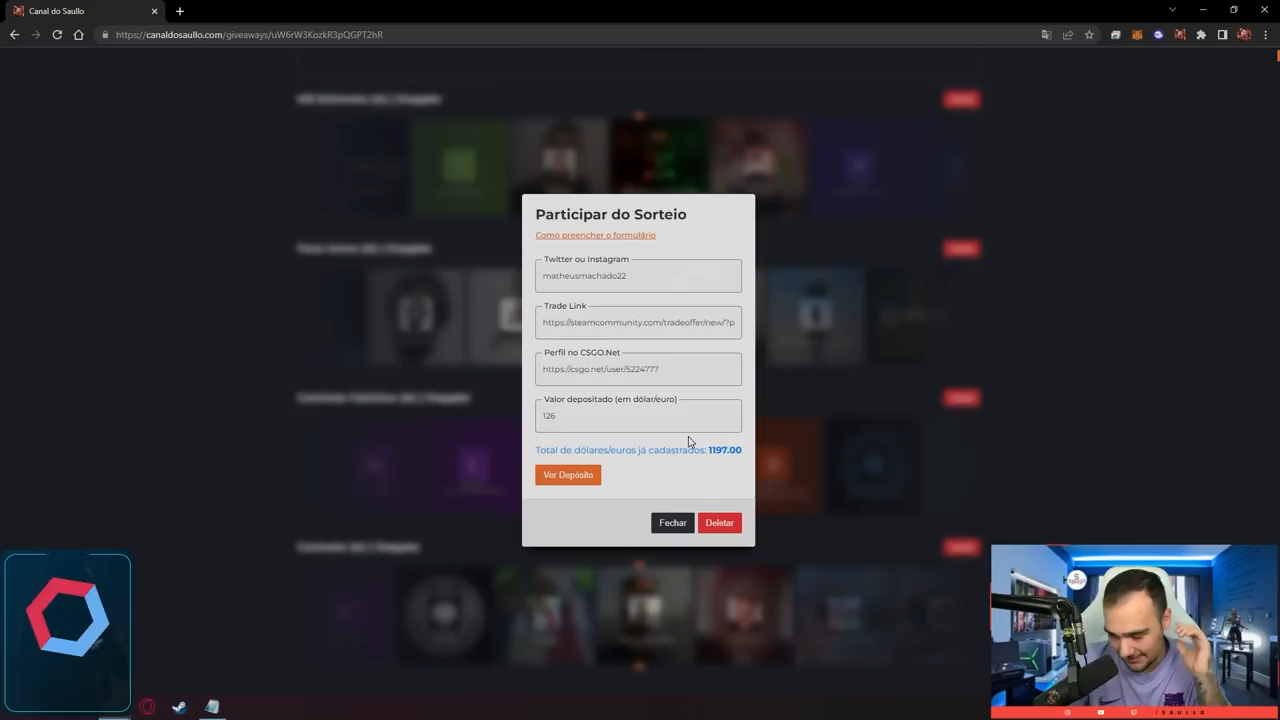 Canal do Saullo
https://canaldosaullo.com/giveaways/uW6rW3KozkR3pQGPT2hR
Participar do Sorteio
Como preencher o formulário
Twitter ou Instagram
matheusmachado22
Trade Link
https://steamcommunity.com/tradeoffer/new/?p
Perfil no CSGO.Net
https://csgo.net/user/5224777
Valor depositado (em dólar/euro)
126
Total de dólares/euros já cadastrados: 1197.00
Ver Depósito
Fechar
Deletar